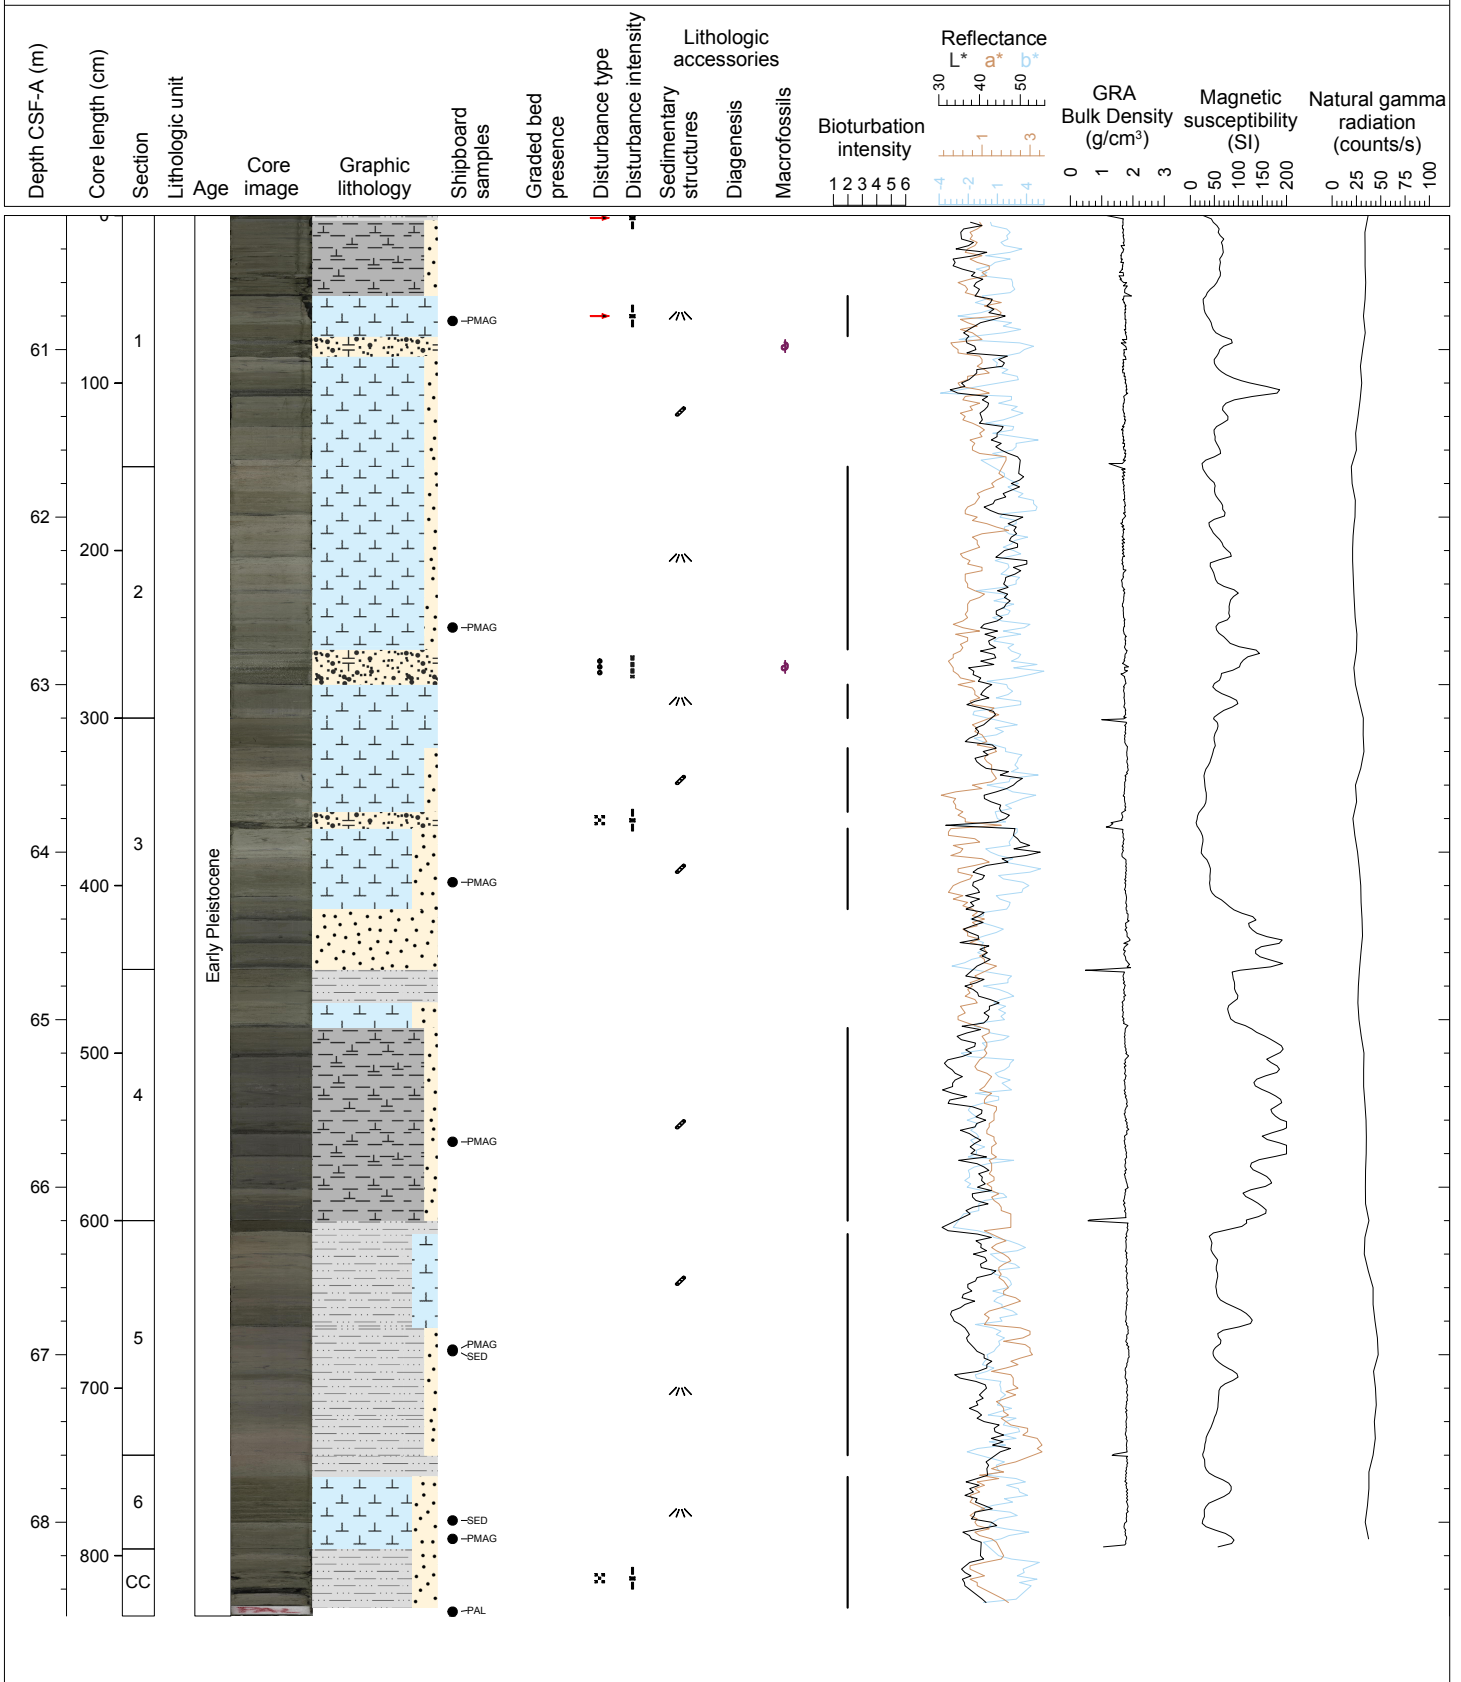 Depth CSF-A (m)
Core length (cm)
Section
Lithologic unit
Age
Core
image
Graphic
lithology
Shipboard
samples
Graded bed
presence
Disturbance type
Disturbance intensity
Lithologic
accessories
Sedimentary
structures
Diagenesis
Macrofossils
Bioturbation
intensity
1 2 3 4 5 6
Reflectance
L* a* b*
30 40 50
1 3
-4 -2 1 4
GRA
Bulk Density
(g/cm³)
0 1 2 3
Magnetic
susceptibility
(SI)
0 50 100 150 200
Natural gamma
radiation
(counts/s)
0 25 50 75 100
0
PMAG
1
61
100
62
200
2
PMAG
63
300
3
64
400
PMAG
Early Pleistocene
65
500
4
PMAG
66
600
5
PMAG
SED
67
700
6
SED
68
PMAG
800
CC
PAL
PAL